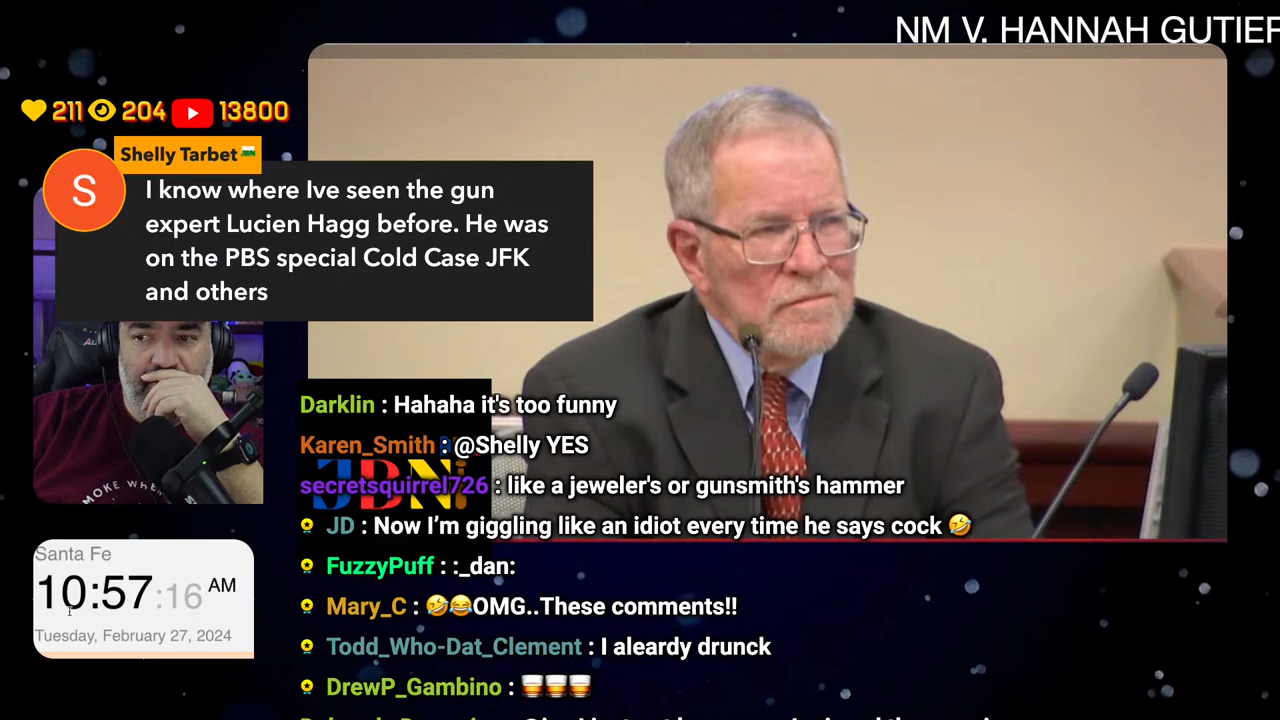 NM V. HANNAH GUTIER
211 204 13800
Shelly Tarbet
S
I know where Ive seen the gun
expert Lucien Hagg before. He was
on the PBS special Cold Case JFK
and others
Darklin : Hahaha it's too funny
Karen_Smith : @Shelly YES
JBNi
secretsquirrel726 : like a jeweler's or gunsmith's hammer
JD : Now I’m giggling like an idiot every time he says cock 🤣
FuzzyPuff : :_dan:
Mary_C : 🤣😂OMG..These comments!!
Todd_Who-Dat_Clement : I aleardy drunck
DrewP_Gambino : 🥃🥃🥃
Santa Fe
10:57:16 AM
Tuesday, February 27, 2024